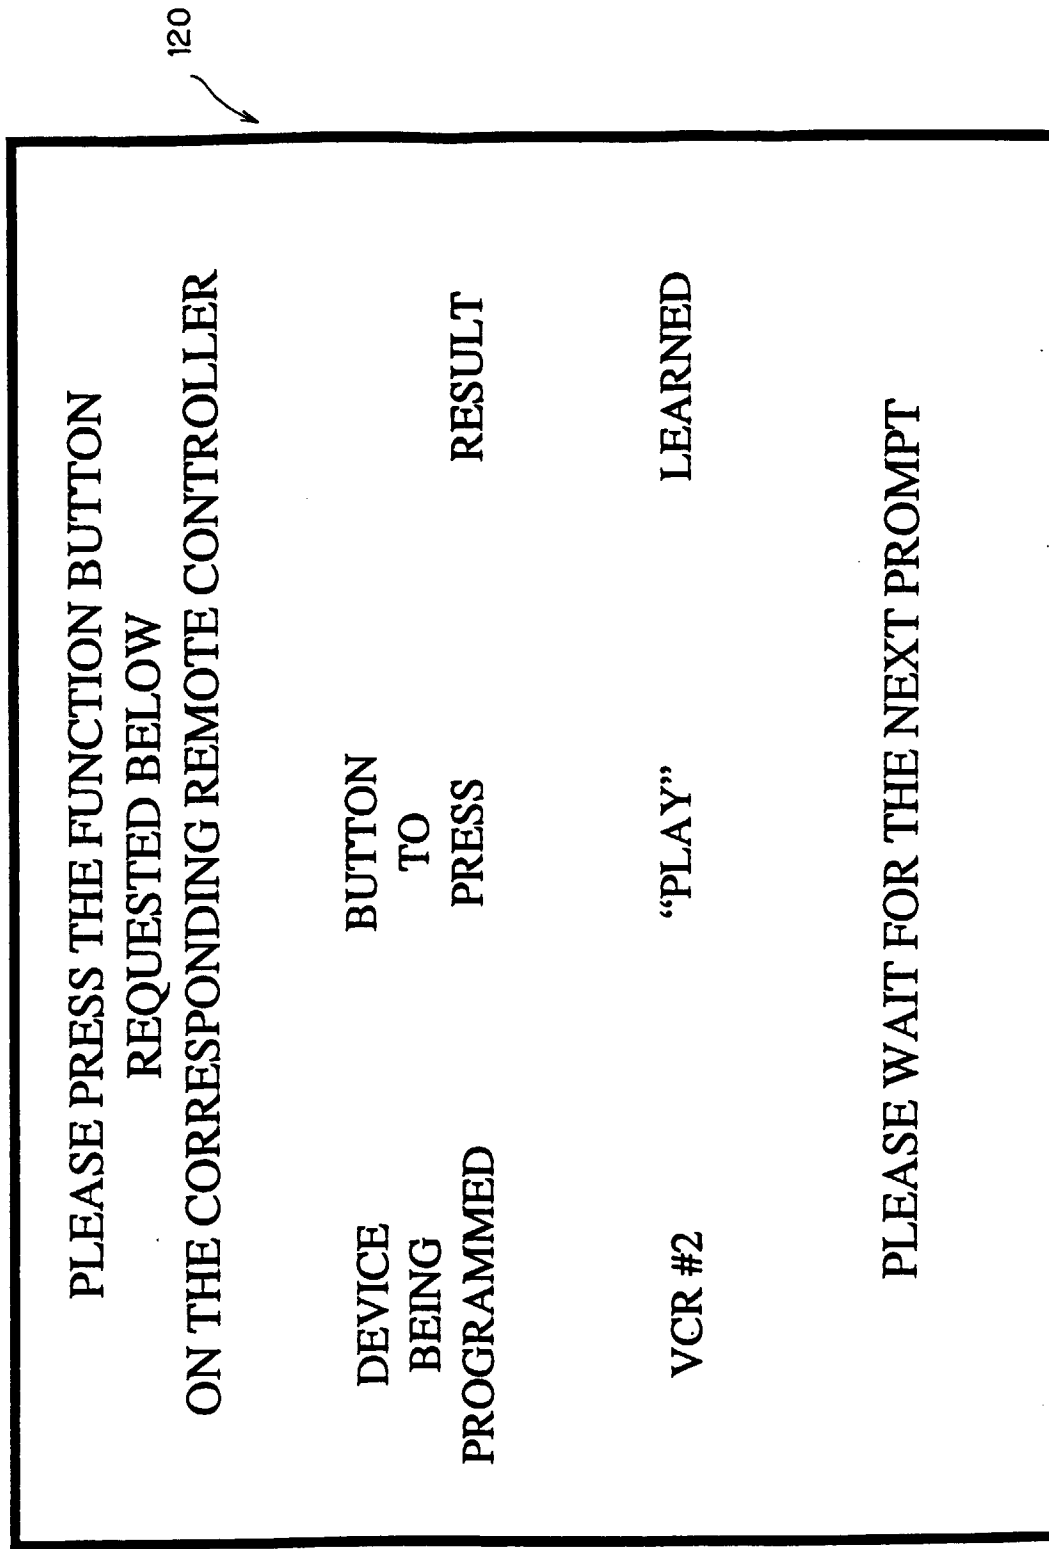 120
PLEASE PRESS THE FUNCTION BUTTON
REQUESTED BELOW
ON THE CORRESPONDING REMOTE CONTROLLER
DEVICE
BEING
PROGRAMMED
BUTTON
TO
PRESS
RESULT
VCR #2
“PLAY”
LEARNED
PLEASE WAIT FOR THE NEXT PROMPT